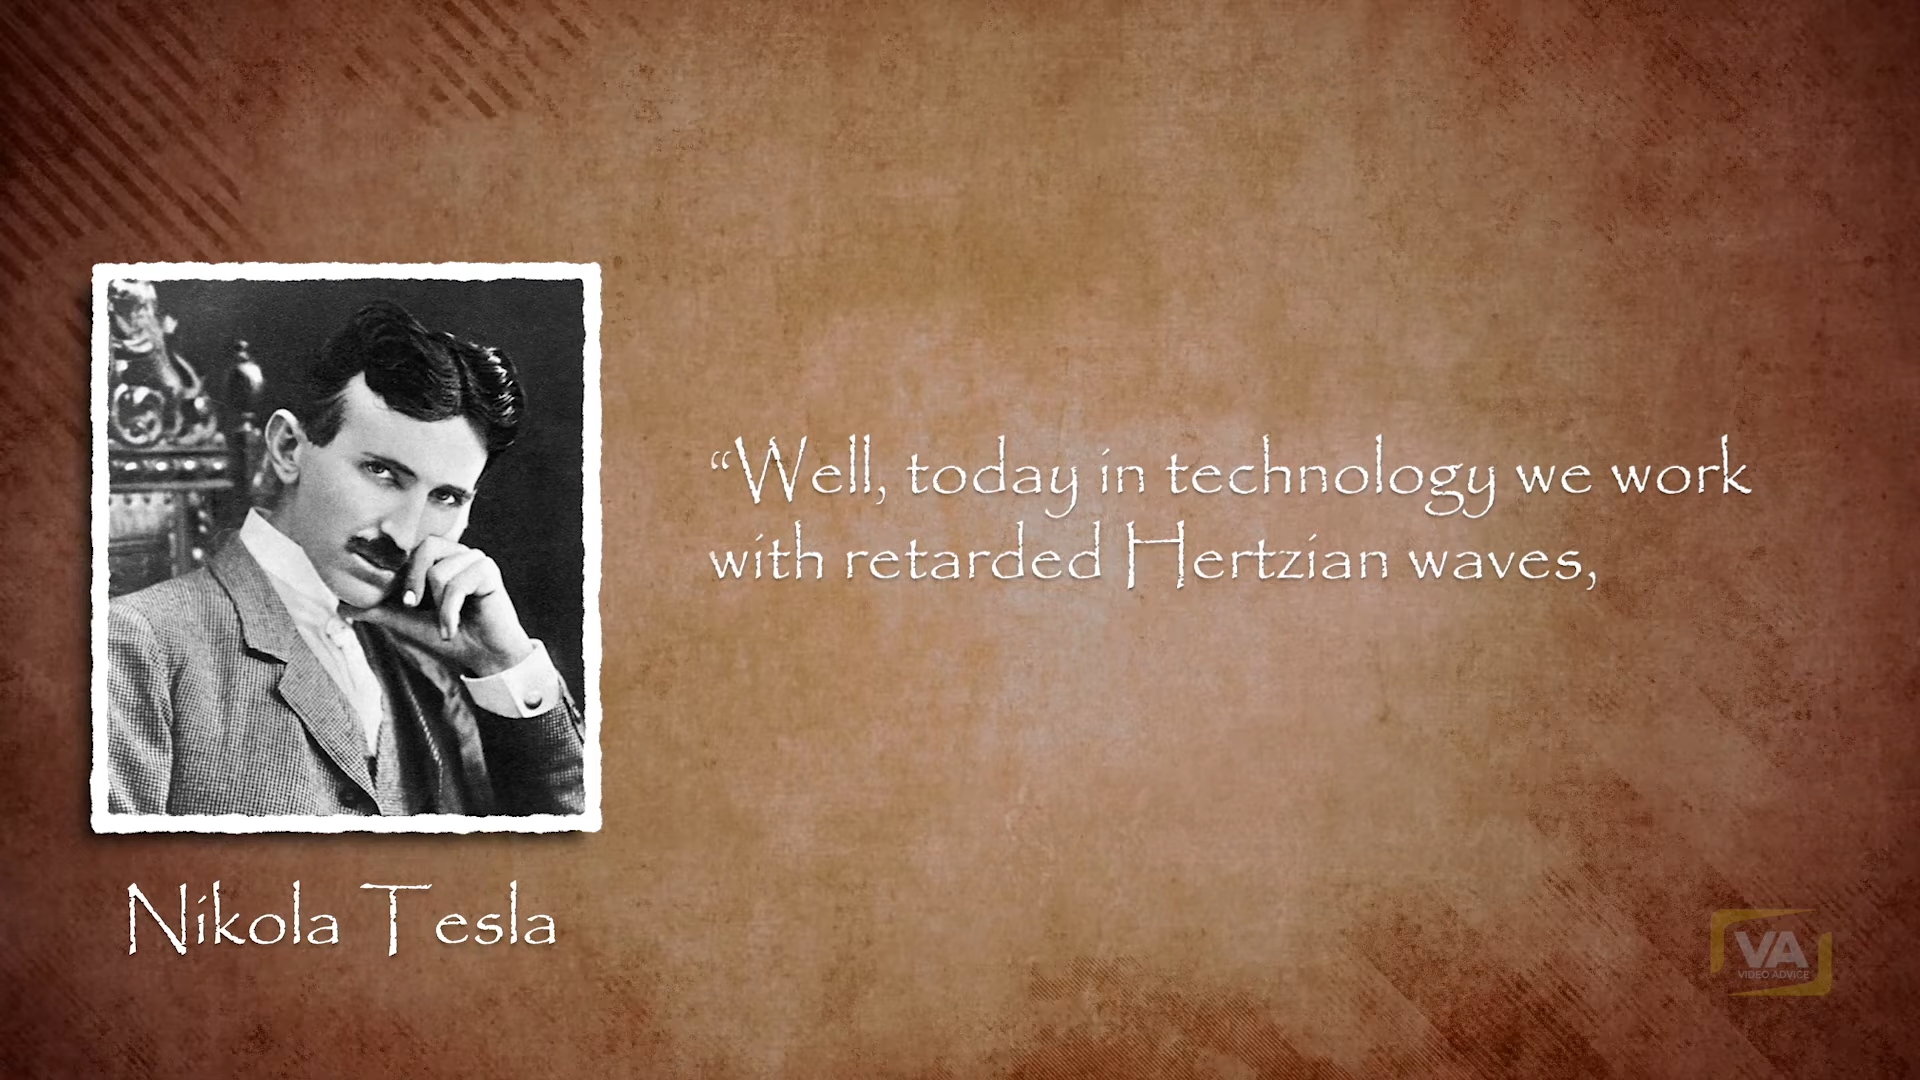 “Well, today in technology we work
with retarded Hertzian waves,
Nikola Tesla
VA
VIDEO ADVICE